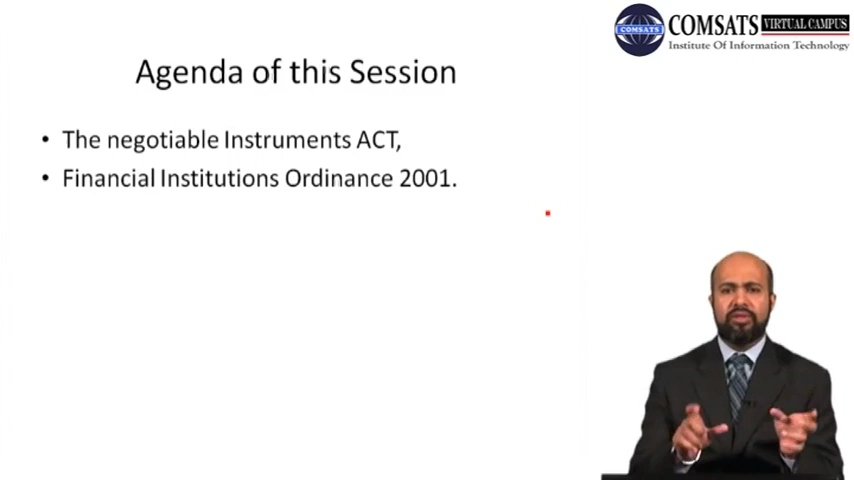 COMSATS VIRTUAL CAMPUS
Institute Of Information Technology
COMSATS
Agenda of this Session
• The negotiable Instruments ACT,
• Financial Institutions Ordinance 2001.